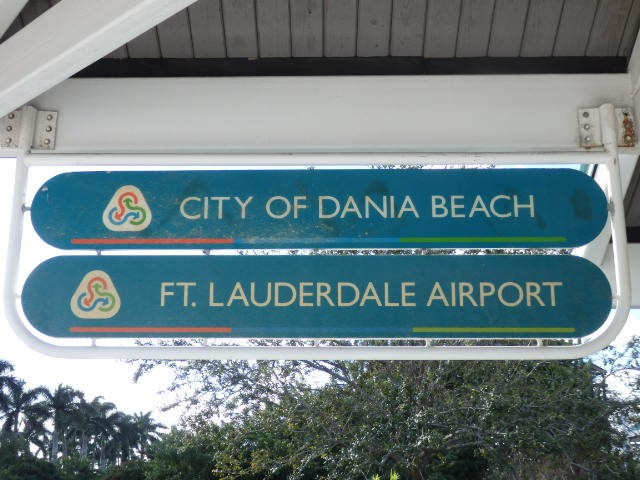 CITY OF DANIA BEACH
FT. LAUDERDALE AIRPORT